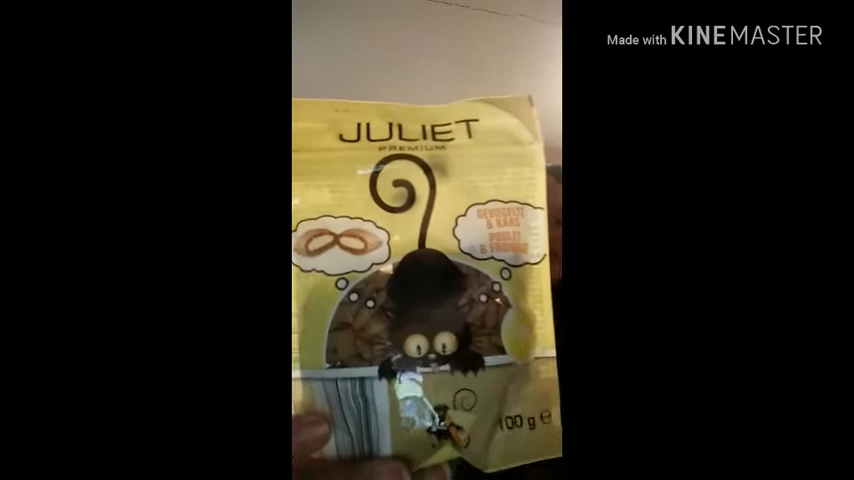 Made with KINEMASTER
JULIET
PREMIUM
GEVOGELTE
& KAAS
POULET
& FROMAGE
100 g e